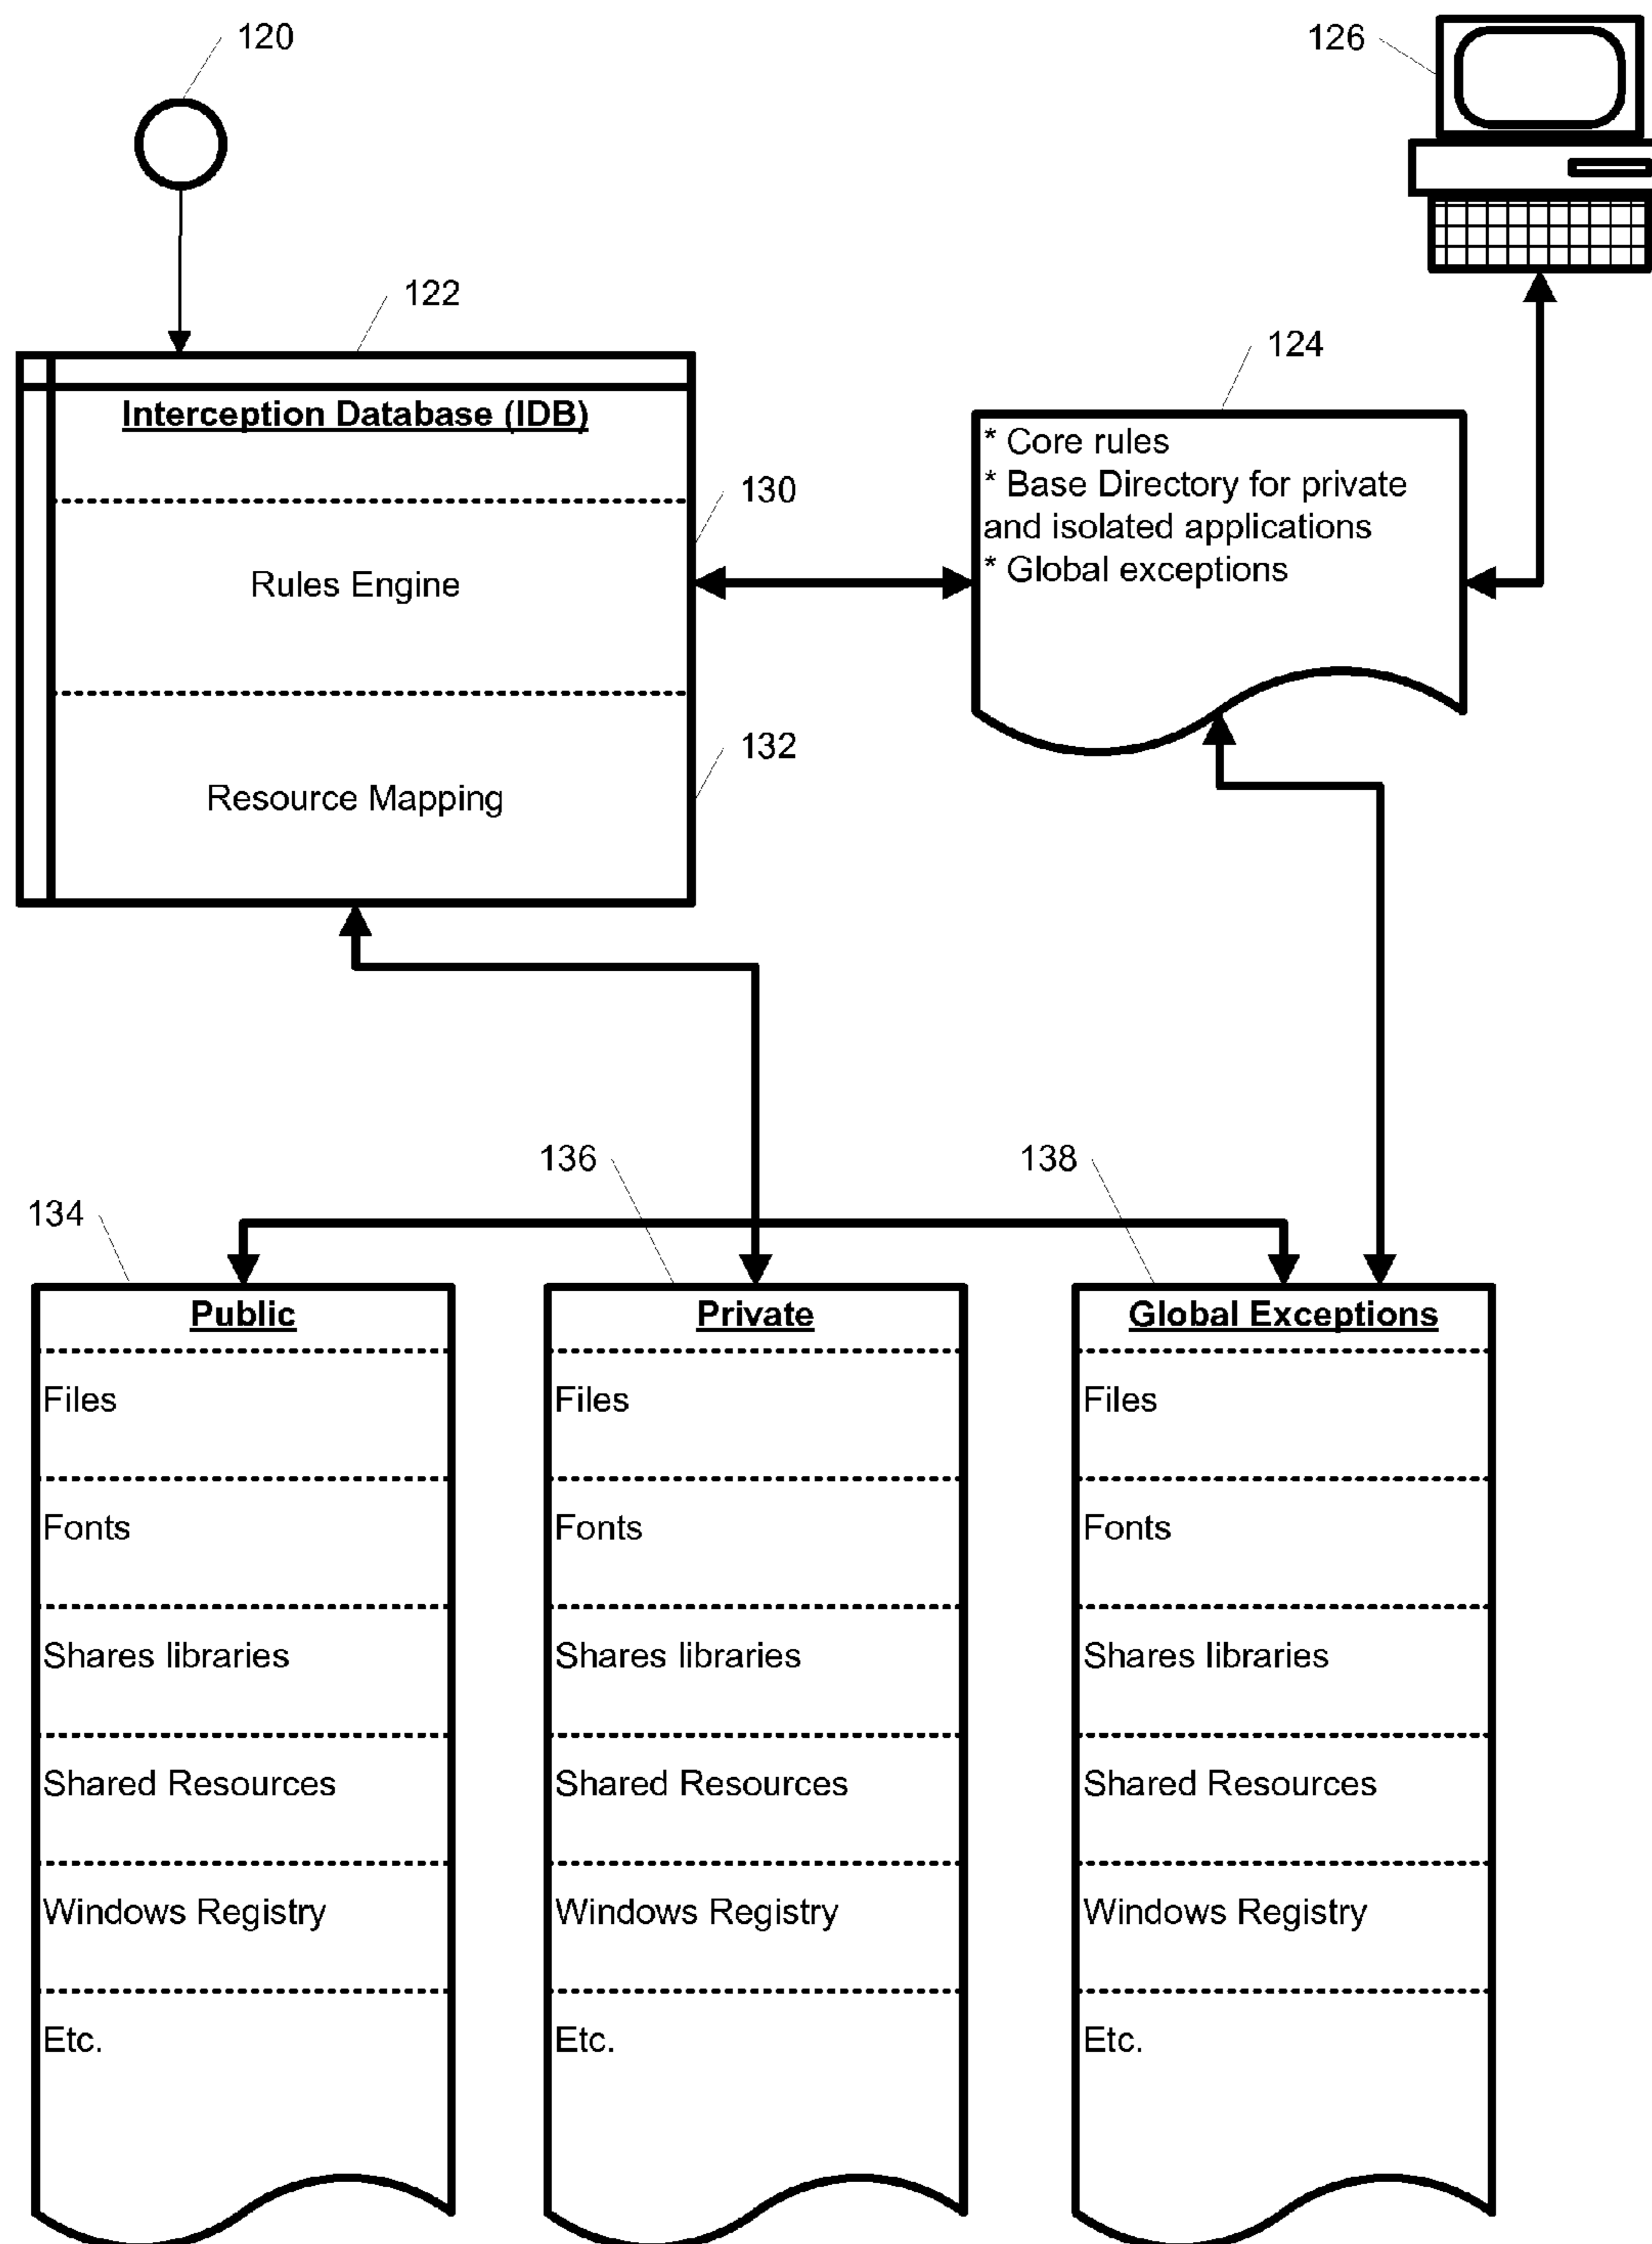 120
126
122
124
Interception Database (IDB)
* Core rules
* Base Directory for private
and isolated applications
* Global exceptions
130
Rules Engine
132
Resource Mapping
134
136
138
Public
Files
Fonts
Shares libraries
Shared Resources
Windows Registry
Etc.
Private
Files
Fonts
Shares libraries
Shared Resources
Windows Registry
Etc.
Global Exceptions
Files
Fonts
Shares libraries
Shared Resources
Windows Registry
Etc.